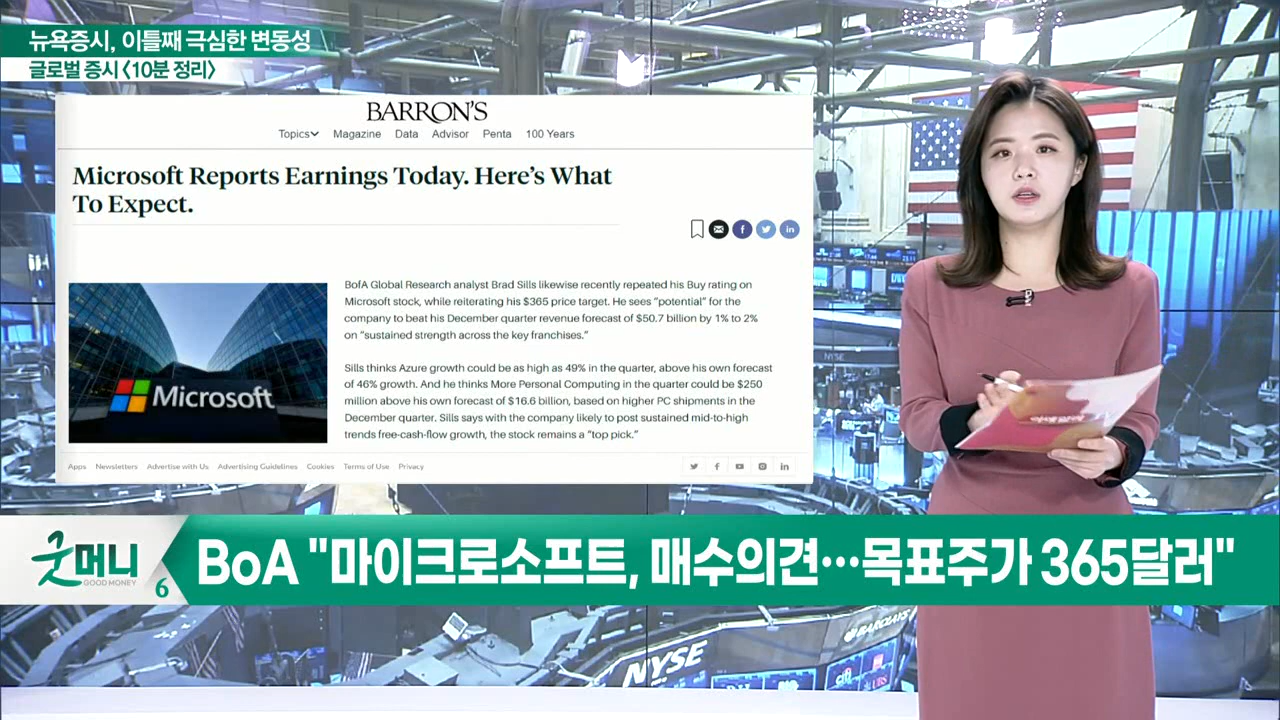 뉴욕증시, 이틀째 극심한 변동성
글로벌 증시 <10분 정리>
BARRON'S
Topics Magazine Data Advisor Penta 100 Years
Microsoft Reports Earnings Today. Here's What
To Expect.
BofA Global Research analyst Brad Sills likewise recently repeated his Buy rating on
Microsoft stock, while reiterating his $365 price target. He sees "potential" for the
company to beat his December quarter revenue forecast of $50.7 billion by 1% to 2%
on "sustained strength across the key franchises."
Sills thinks Azure growth could be as high as 49% in the quarter, above his own forecast
of 46% growth. And he thinks More Personal Computing in the quarter could be $250
million above his own forecast of $16.6 billion, based on higher PC shipments in the
December quarter. Sills says with the company likely to post sustained mid-to-high
trends free-cash-flow growth, the stock remains a "top pick."
Microsoft
Apps Newsletters Advertise with Us Advertising Guidelines Cookies Terms of Use Privacy
굿머니
GOOD MONEY
6
BoA "마이크로소프트, 매수의견…목표주가 365달러"
NYSE
BARCLAYS
citi
UBS
NYSE